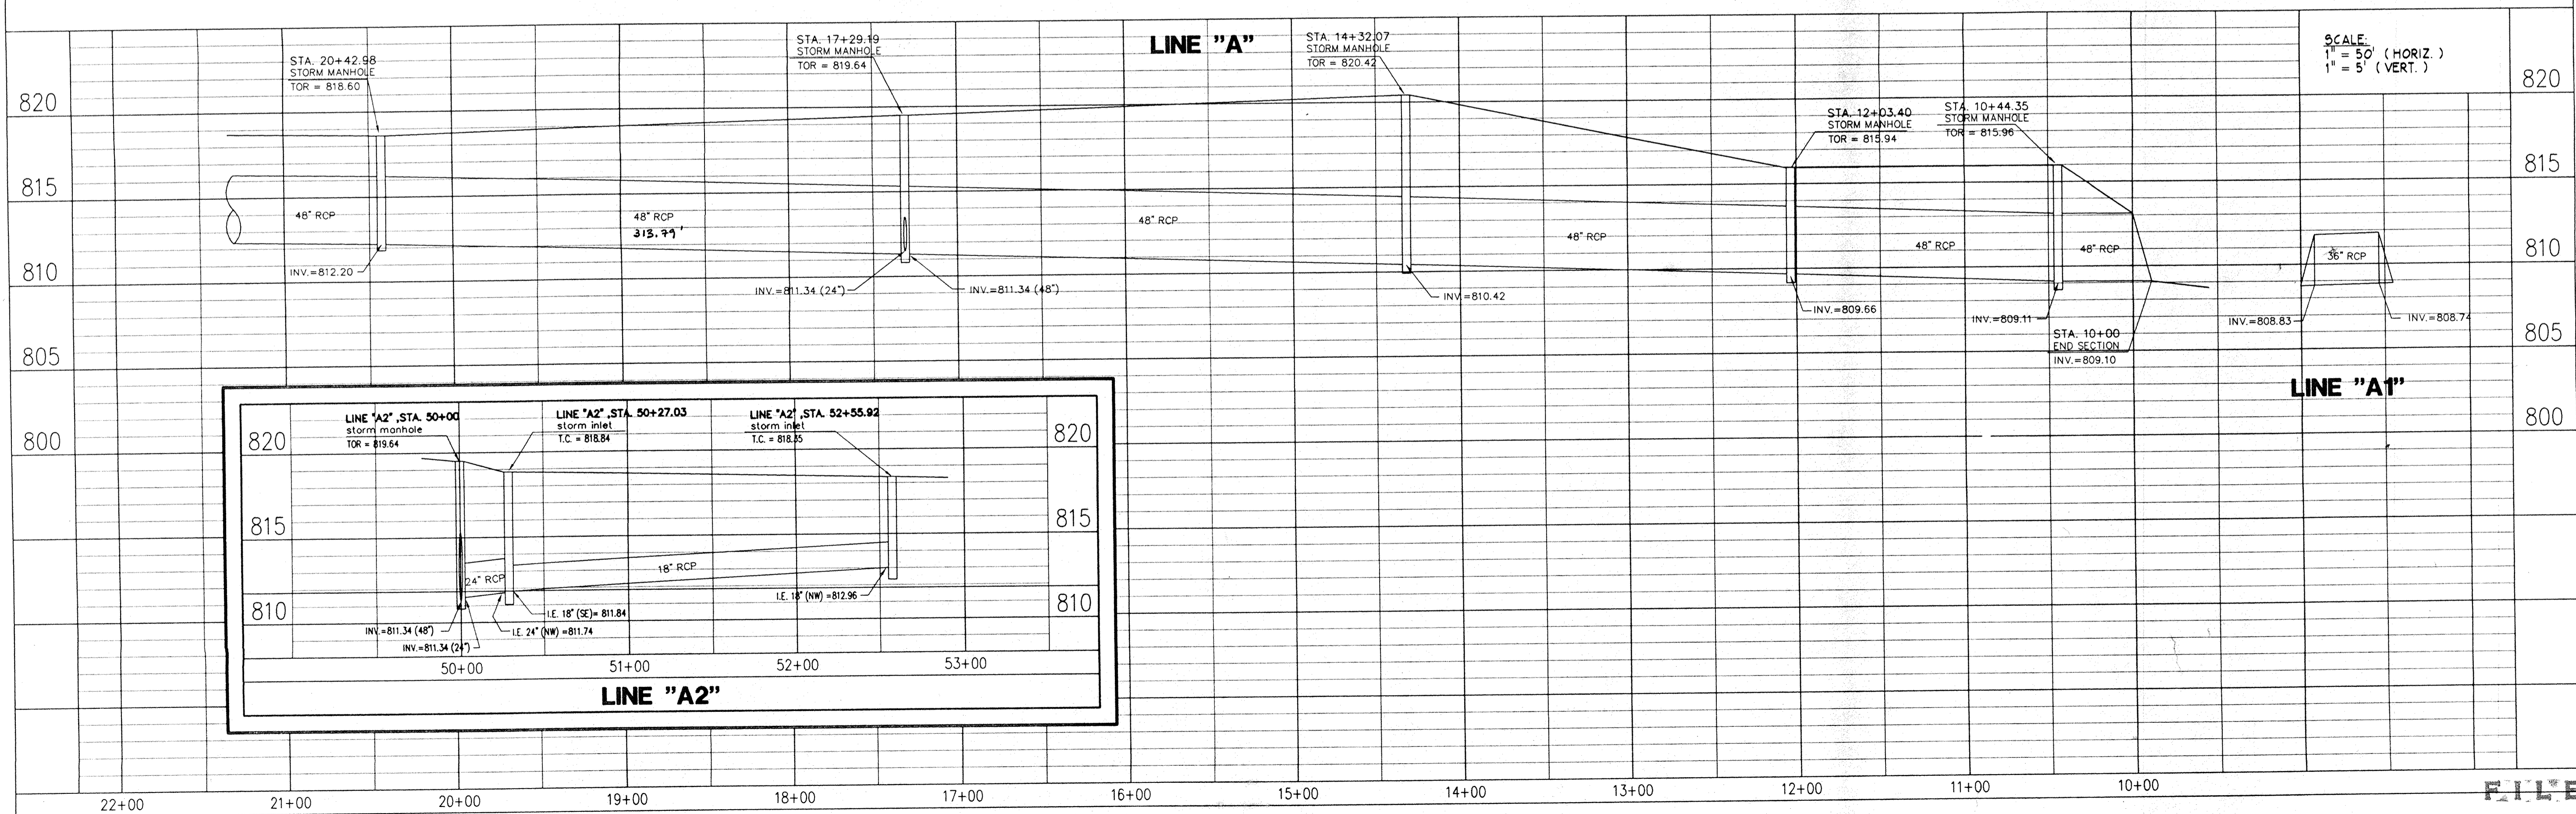 LINE "A"
SCALE:
1" = 50' ( HORIZ. )
1" = 5' ( VERT. )
STA. 20+42.98
STORM MANHOLE
TOR = 818.60
STA. 17+29.19
STORM MANHOLE
TOR = 819.64
STA. 14+32.07
STORM MANHOLE
TOR = 820.42
STA. 12+03.40
STORM MANHOLE
TOR = 815.94
STA. 10+44.35
STORM MANHOLE
TOR = 815.96
820
820
815
815
810
810
805
805
800
800
48" RCP
48" RCP
313.79'
48" RCP
48" RCP
48" RCP
48" RCP
36" RCP
INV.=812.20
INV.=811.34 (24")
INV.=811.34 (48")
INV.=810.42
INV.=809.66
INV.=809.11
STA. 10+00
END SECTION
INV.=809.10
INV.=808.83
INV.=808.74
LINE "A1"
LINE "A2" ,STA. 50+00
storm manhole
TOR = 819.64
LINE "A2" ,STA. 50+27.03
storm inlet
T.C. = 818.84
LINE "A2" ,STA. 52+55.92
storm inlet
T.C. = 818.35
820
820
815
815
810
810
24" RCP
18" RCP
INV.=811.34 (48")
INV.=811.34 (24")
I.E. 18" (SE)= 811.84
I.E. 24" (NW) =811.74
I.E. 18" (NW) =812.96
50+00
51+00
52+00
53+00
LINE "A2"
22+00
21+00
20+00
19+00
18+00
17+00
16+00
15+00
14+00
13+00
12+00
11+00
10+00